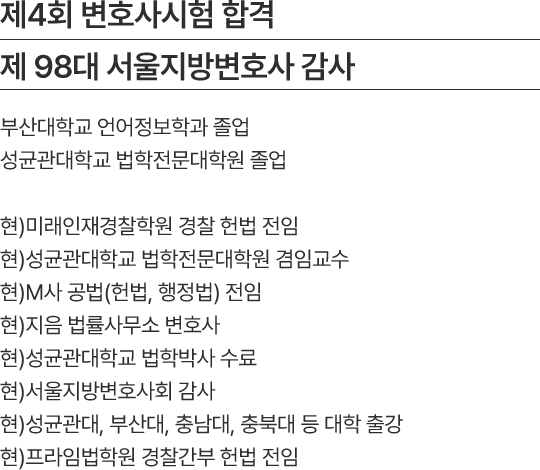 제4회 변호사시험 합격
제 98대 서울지방변호사 감사
부산대학교 언어정보학과 졸업
성균관대학교 법학전문대학원 졸업
현)미래인재경찰학원 경찰 헌법 전임
현)성균관대학교 법학전문대학원 겸임교수
현)M사 공법(헌법, 행정법) 전임
현)지음 법률사무소 변호사
현)성균관대학교 법학박사 수료
현)서울지방변호사회 감사
현)성균관대, 부산대, 충남대, 충북대 등 대학 출강
현)프라임법학원 경찰간부 헌법 전임